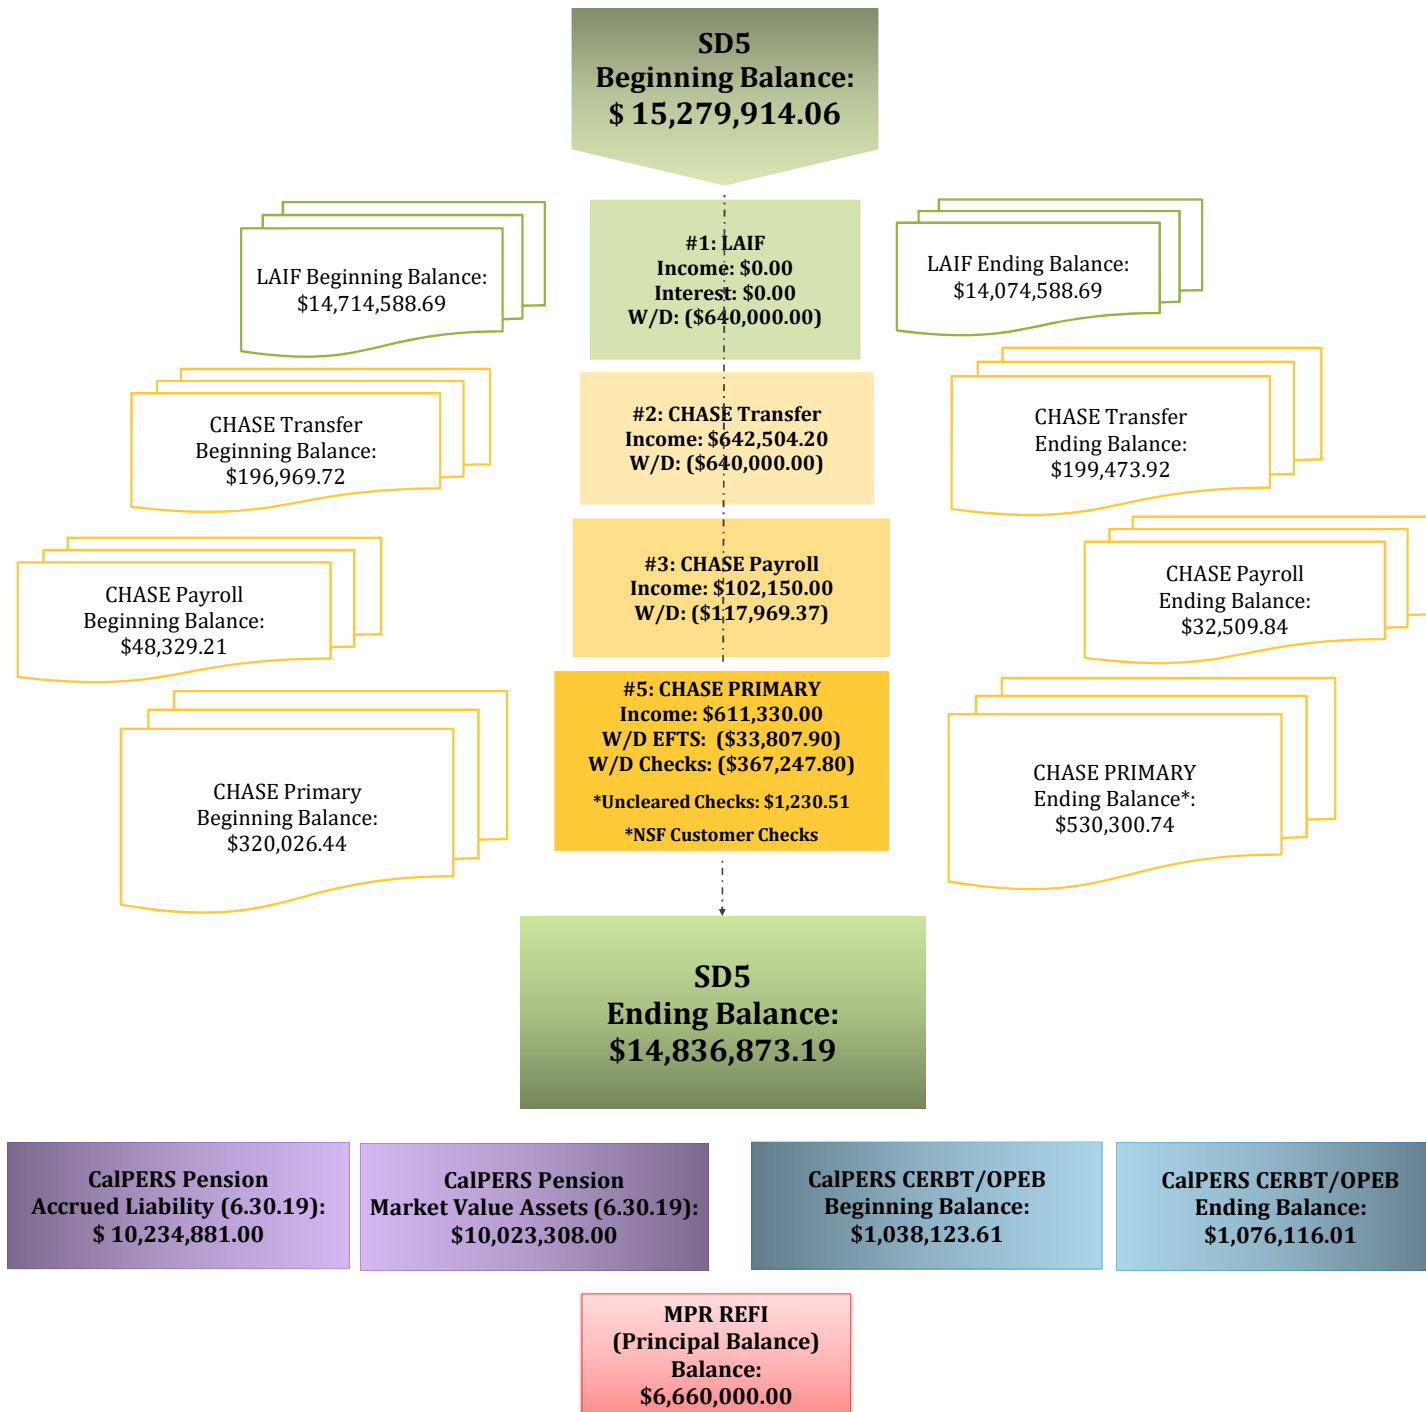 SD5
Beginning Balance:
$ 15,279,914.06
LAIF Beginning Balance:
$14,714,588.69
#1: LAIF
Income: $0.00
Interest: $0.00
W/D: ($640,000.00)
LAIF Ending Balance:
$14,074,588.69
CHASE Transfer
Beginning Balance:
$196,969.72
#2: CHASE Transfer
Income: $642,504.20
W/D: ($640,000.00)
CHASE Transfer
Ending Balance:
$199,473.92
CHASE Payroll
Beginning Balance:
$48,329.21
#3: CHASE Payroll
Income: $102,150.00
W/D: ($117,969.37)
CHASE Payroll
Ending Balance:
$32,509.84
CHASE Primary
Beginning Balance:
$320,026.44
#5: CHASE PRIMARY
Income: $611,330.00
W/D EFTS:  ($33,807.90)
W/D Checks: ($367,247.80)
*Uncleared Checks: $1,230.51
*NSF Customer Checks
CHASE PRIMARY
Ending Balance*:
$530,300.74
SD5
Ending Balance:
$14,836,873.19
CalPERS Pension
Accrued Liability (6.30.19):
$ 10,234,881.00
CalPERS Pension
Market Value Assets (6.30.19):
$10,023,308.00
CalPERS CERBT/OPEB
Beginning Balance:
$1,038,123.61
CalPERS CERBT/OPEB
Ending Balance:
$1,076,116.01
MPR REFI
(Principal Balance)
Balance:
$6,660,000.00